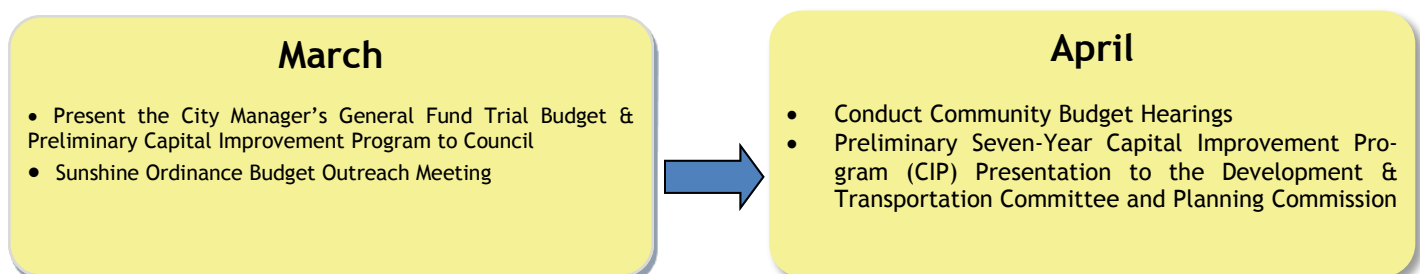 March
• Present the City Manager’s General Fund Trial Budget &
Preliminary Capital Improvement Program to Council
• Sunshine Ordinance Budget Outreach Meeting
April
• Conduct Community Budget Hearings
• Preliminary Seven-Year Capital Improvement Pro-
gram (CIP) Presentation to the Development &
Transportation Committee and Planning Commission